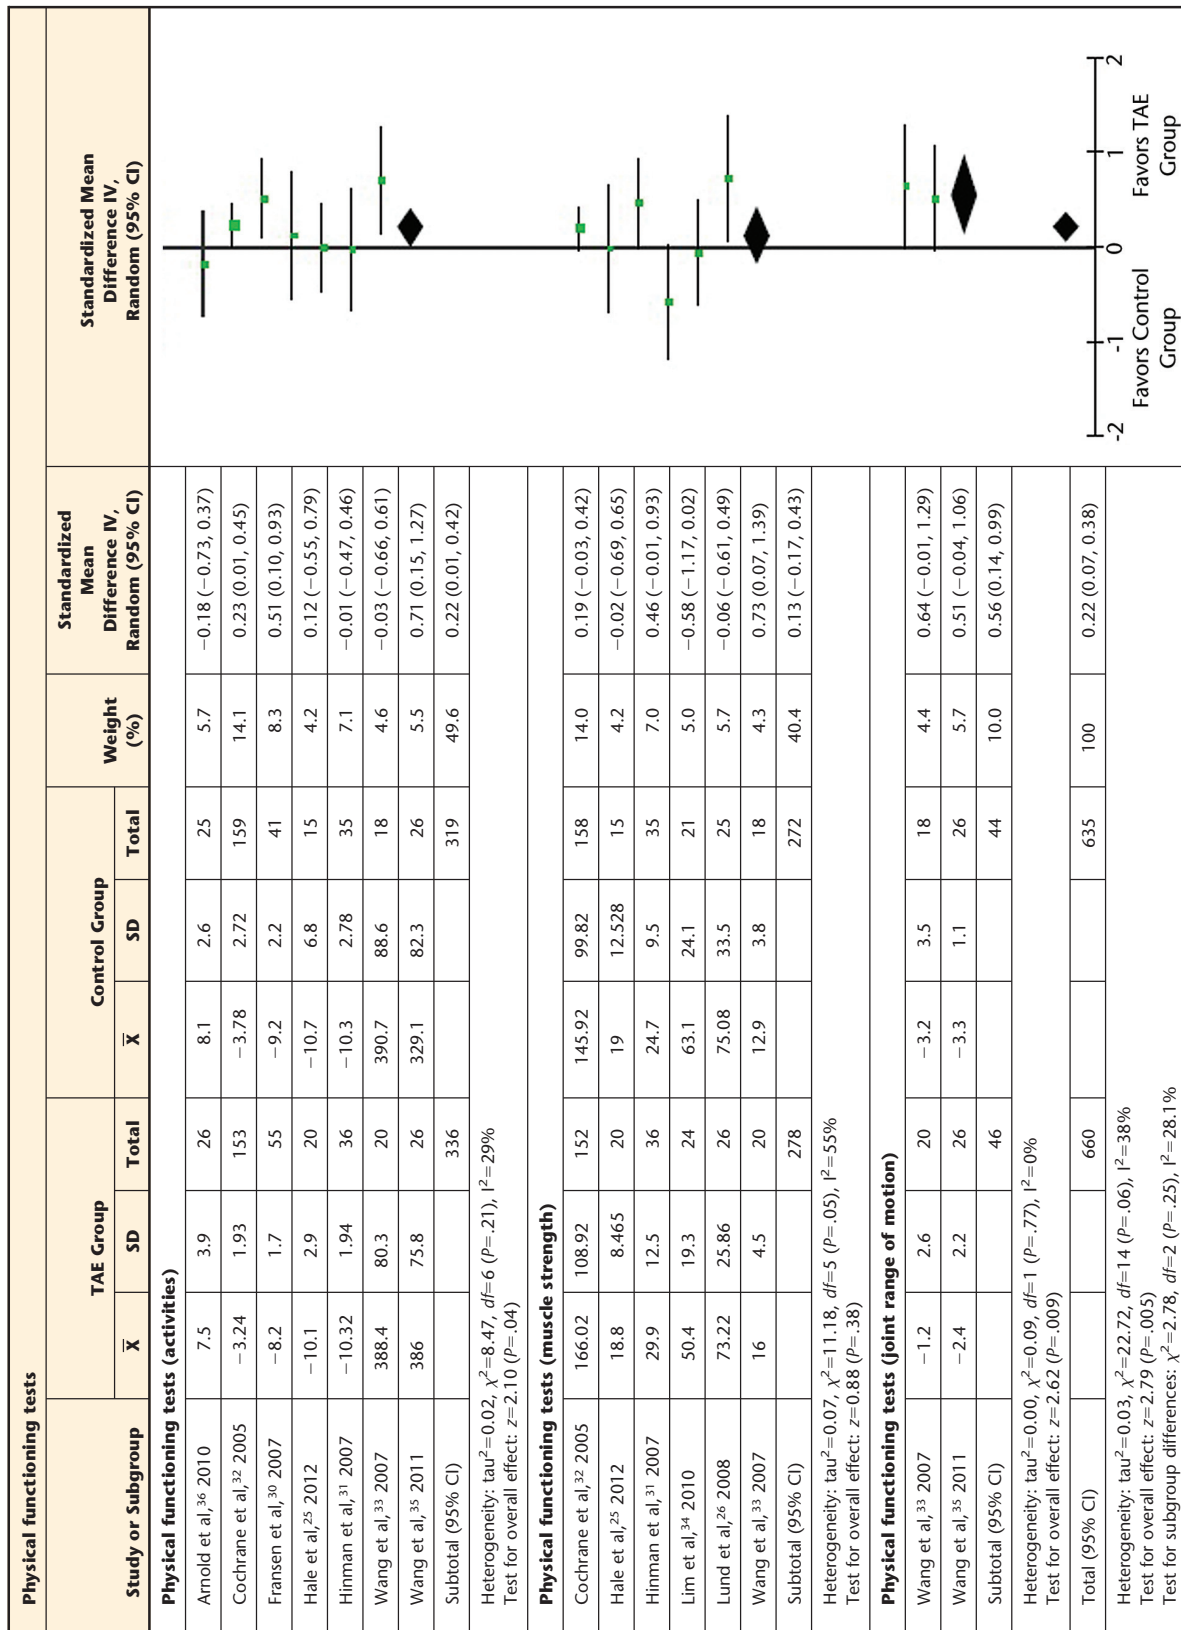 Physical functioning tests
Study or Subgroup TAE Group Control Group Weight (%) Standardized Mean Difference IV, Random (95% CI) Standardized Mean Difference IV, Random (95% CI)
X̄ SD Total X̄ SD Total
Physical functioning tests (activities)
Arnold et al,³⁶ 2010 7.5 3.9 26 8.1 2.6 25 5.7 −0.18 (−0.73, 0.37)
Cochrane et al,³² 2005 −3.24 1.93 153 −3.78 2.72 159 14.1 0.23 (0.01, 0.45)
Fransen et al,³⁰ 2007 −8.2 1.7 55 −9.2 2.2 41 8.3 0.51 (0.10, 0.93)
Hale et al,²⁵ 2012 −10.1 2.9 20 −10.7 6.8 15 4.2 0.12 (−0.55, 0.79)
Hinman et al,³¹ 2007 −10.32 1.94 36 −10.3 2.78 35 7.1 −0.01 (−0.47, 0.46)
Wang et al,³³ 2007 388.4 80.3 20 390.7 88.6 18 4.6 −0.03 (−0.66, 0.61)
Wang et al,³⁵ 2011 386 75.8 26 329.1 82.3 26 5.5 0.71 (0.15, 1.27)
Subtotal (95% CI) 336 319 49.6 0.22 (0.01, 0.42)
Heterogeneity: tau²=0.02, χ²=8.47, df=6 (P=.21), I²=29%
Test for overall effect: z=2.10 (P=.04)
Physical functioning tests (muscle strength)
Cochrane et al,³² 2005 166.02 108.92 152 145.92 99.82 158 14.0 0.19 (−0.03, 0.42)
Hale et al,²⁵ 2012 18.8 8.465 20 19 12.528 15 4.2 −0.02 (−0.69, 0.65)
Hinman et al,³¹ 2007 29.9 12.5 36 24.7 9.5 35 7.0 0.46 (−0.01, 0.93)
Lim et al,³⁴ 2010 50.4 19.3 24 63.1 24.1 21 5.0 −0.58 (−1.17, 0.02)
Lund et al,²⁶ 2008 73.22 25.86 26 75.08 33.5 25 5.7 −0.06 (−0.61, 0.49)
Wang et al,³³ 2007 16 4.5 20 12.9 3.8 18 4.3 0.73 (0.07, 1.39)
Subtotal (95% CI) 278 272 40.4 0.13 (−0.17, 0.43)
Heterogeneity: tau²=0.07, χ²=11.18, df=5 (P=.05), I²=55%
Test for overall effect: z=0.88 (P=.38)
Physical functioning tests (joint range of motion)
Wang et al,³³ 2007 −1.2 2.6 20 −3.2 3.5 18 4.4 0.64 (−0.01, 1.29)
Wang et al,³⁵ 2011 −2.4 2.2 26 −3.3 1.1 26 5.7 0.51 (−0.04, 1.06)
Subtotal (95% CI) 46 44 10.0 0.56 (0.14, 0.99)
Heterogeneity: tau²=0.00, χ²=0.09, df=1 (P=.77), I²=0%
Test for overall effect: z=2.62 (P=.009)
Total (95% CI) 660 635 100 0.22 (0.07, 0.38)
Heterogeneity: tau²=0.03, χ²=22.72, df=14 (P=.06), I²=38%
Test for overall effect: z=2.79 (P=.005)
Test for subgroup differences: χ²=2.78, df=2 (P=.25), I²=28.1%
-2 -1 0 1 2
Favors Control Group Favors TAE Group